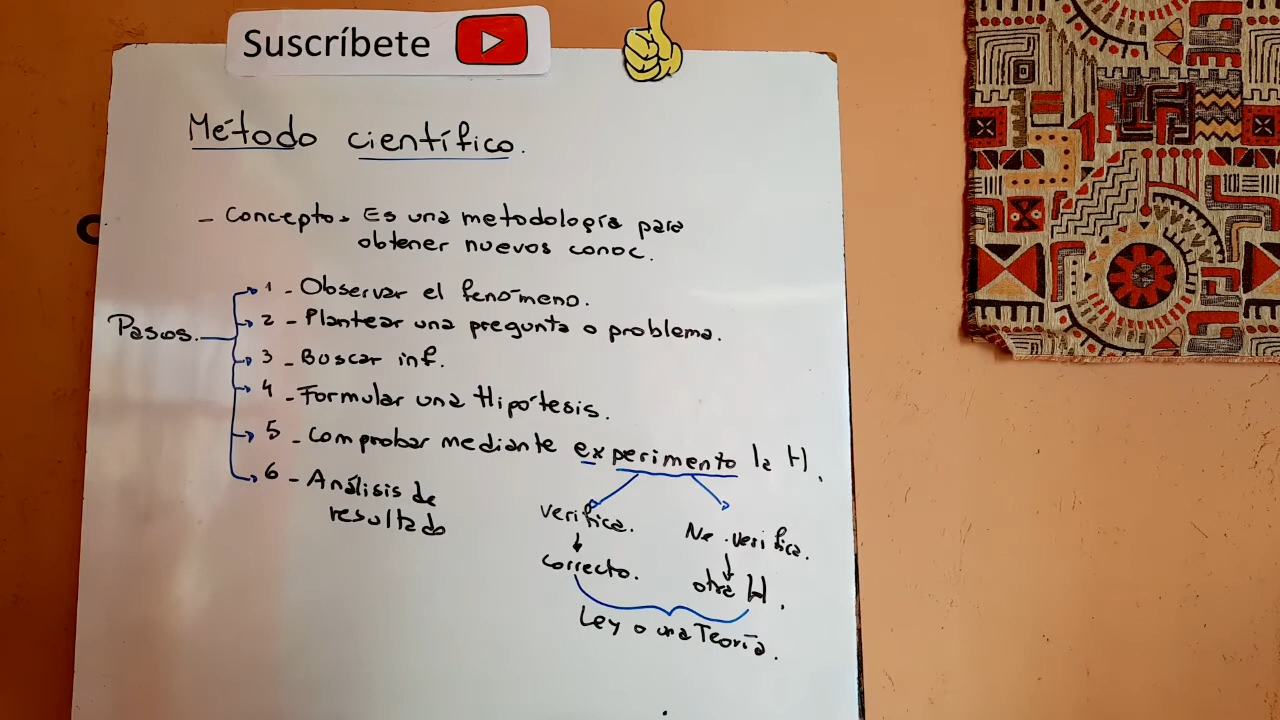 Suscríbete
Método científico.
- Concepto. Es una metodología para
obtener nuevos conoc.
Pasos.
1 - Observar el fenómeno.
2 - Plantear una pregunta o problema.
3 - Buscar inf.
4 - Formular una Hipótesis.
5 - Comprobar mediante experimento la H.
6 - Análisis de
resultado
Verifica.
Correcto.
No verifica.
otra H.
Ley o una Teoría.